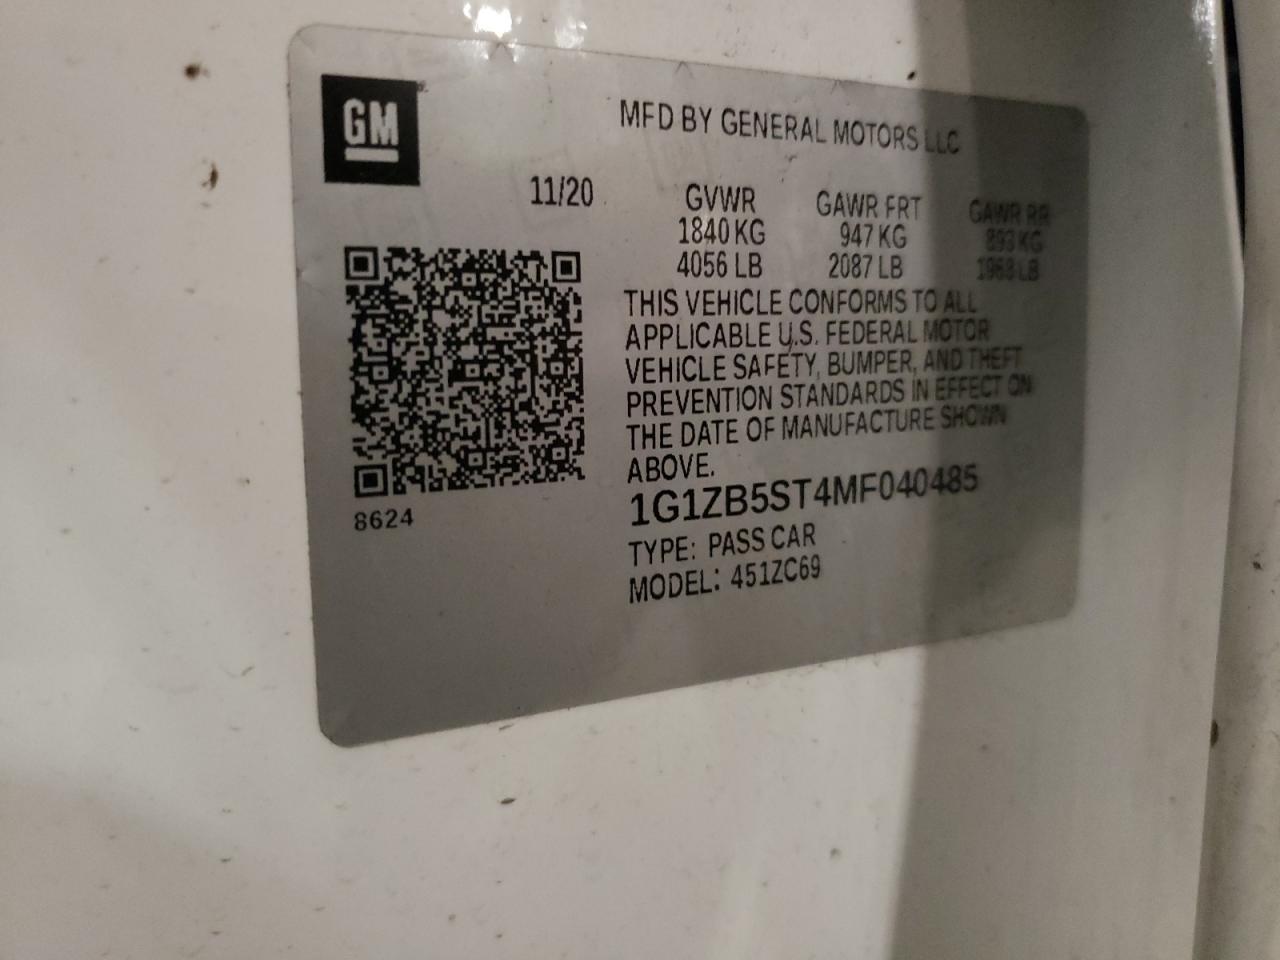 GM
MFD BY GENERAL MOTORS LLC
11/20 GVWR GAWR FRT GAWR RR
1840 KG 947 KG 893 KG
4056 LB 2087 LB 1968 LB
THIS VEHICLE CONFORMS TO ALL
APPLICABLE U.S. FEDERAL MOTOR
VEHICLE SAFETY, BUMPER, AND THEFT
PREVENTION STANDARDS IN EFFECT ON
THE DATE OF MANUFACTURE SHOWN
ABOVE.
1G1ZB5ST4MF040485
8624
TYPE: PASS CAR
MODEL: 451ZC69